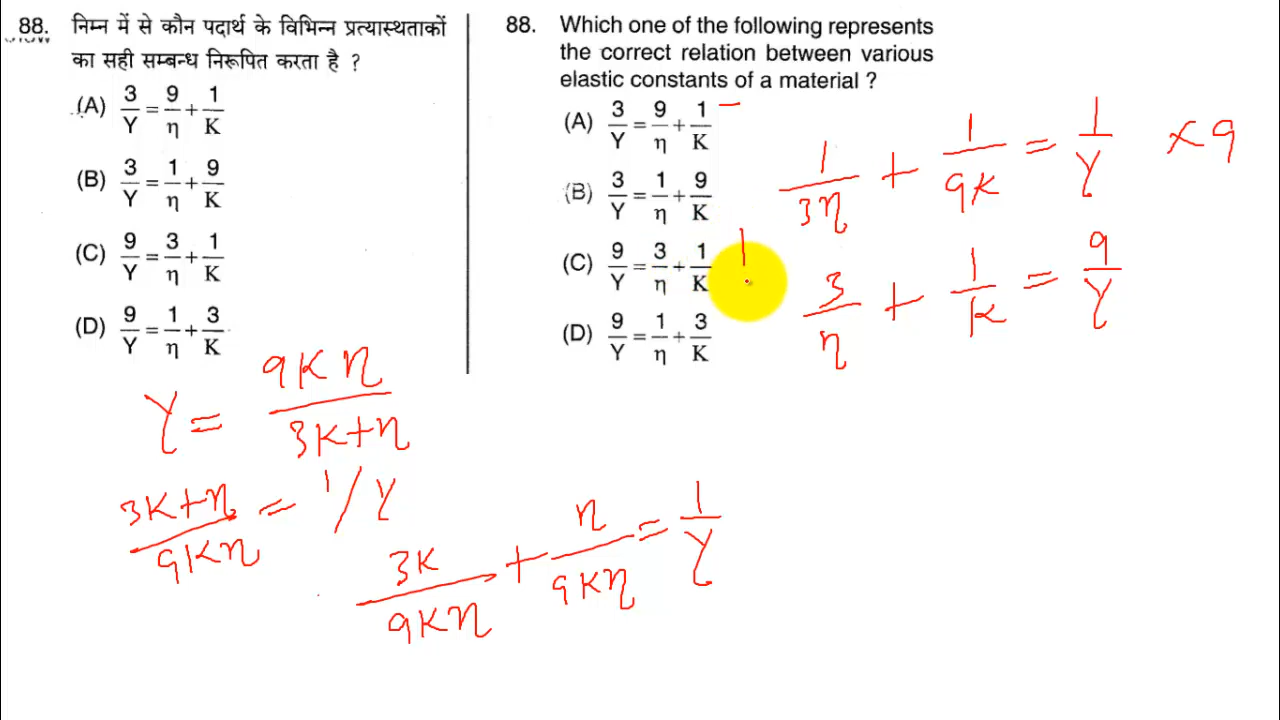 88. निम्न में से कौन पदार्थ के विभिन्न प्रत्यास्थताकों
का सही सम्बन्ध निरूपित करता है ?
(A) 3/Y = 9/η + 1/K
(B) 3/Y = 1/η + 9/K
(C) 9/Y = 3/η + 1/K
(D) 9/Y = 1/η + 3/K
88. Which one of the following represents
the correct relation between various
elastic constants of a material ?
(A) 3/Y = 9/η + 1/K
(B) 3/Y = 1/η + 9/K
(C) 9/Y = 3/η + 1/K
(D) 9/Y = 1/η + 3/K
1/3η + 1/9K = 1/Y × 9
3/η + 1/K = 9/Y
Y = 9Kη/3K+η
3K+η/9Kη = 1/Y
3K/9Kη + η/9Kη = 1/Y